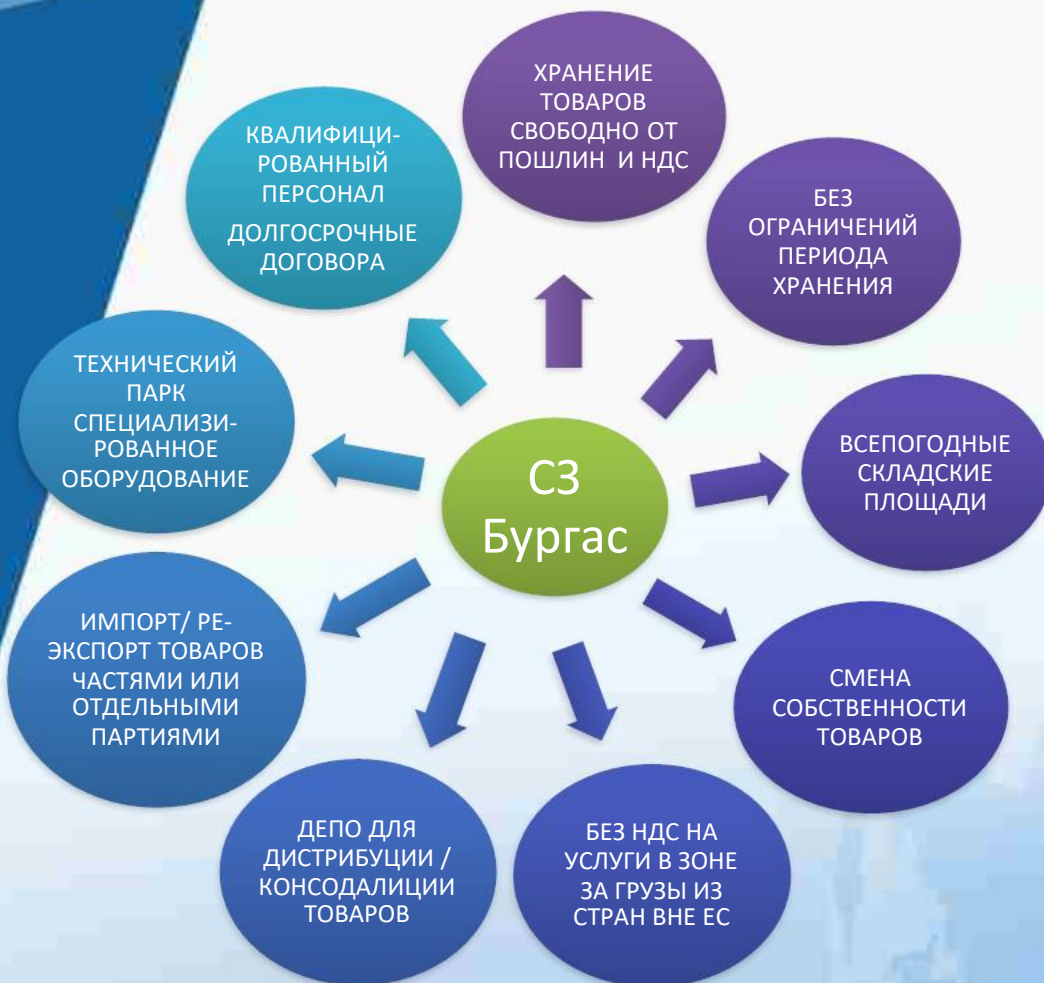 ХРАНЕНИЕ
ТОВАРОВ
СВОБОДНО ОТ
ПОШЛИН И НДС
БЕЗ
ОГРАНИЧЕНИЙ
ПЕРИОДА
ХРАНЕНИЯ
ВСЕПОГОДНЫЕ
СКЛАДСКИЕ
ПЛОЩАДИ
СМЕНА
СОБСТВЕННОСТИ
ТОВАРОВ
БЕЗ НДС НА
УСЛУГИ В ЗОНЕ
ЗА ГРУЗЫ ИЗ
СТРАН ВНЕ ЕС
ДЕПО ДЛЯ
ДИСТРИБУЦИИ /
КОНСОДАЛИЦИИ
ТОВАРОВ
ИМПОРТ/ РЕ-
ЭКСПОРТ ТОВАРОВ
ЧАСТЯМИ ИЛИ
ОТДЕЛЬНЫМИ
ПАРТИЯМИ
ТЕХНИЧЕСКИЙ
ПАРК
СПЕЦИАЛИЗИ-
РОВАННОЕ
ОБОРУДОВАНИЕ
КВАЛИФИЦИ-
РОВАННЫЙ
ПЕРСОНАЛ
ДОЛГОСРОЧНЫЕ
ДОГОВОРА
СЗ
Бургас